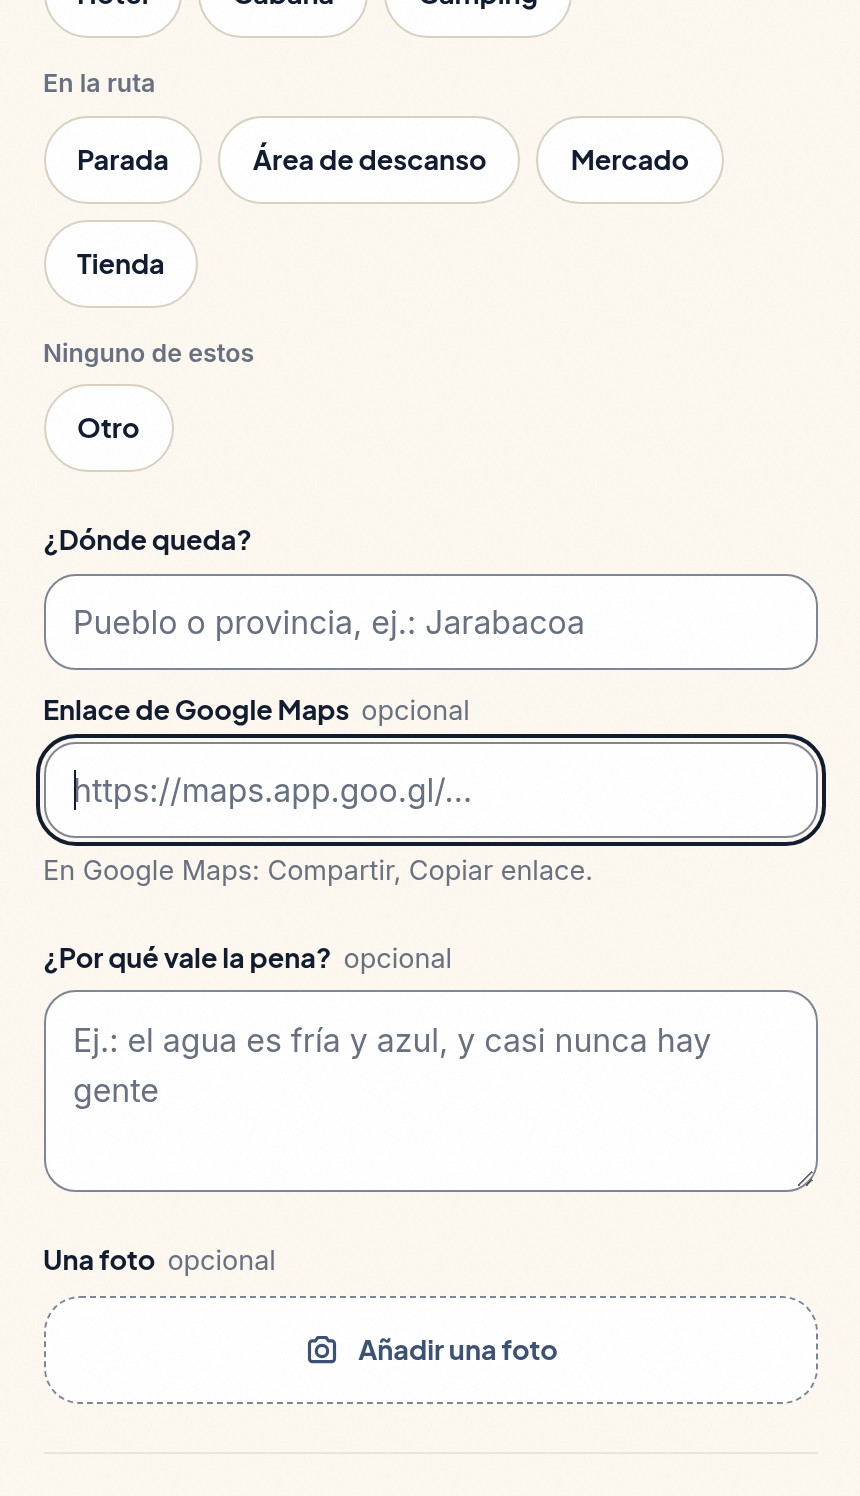 Hotel Cabaña Camping
En la ruta
Parada Área de descanso Mercado
Tienda
Ninguno de estos
Otro
¿Dónde queda?
Pueblo o provincia, ej.: Jarabacoa
Enlace de Google Maps opcional
https://maps.app.goo.gl/...
En Google Maps: Compartir, Copiar enlace.
¿Por qué vale la pena? opcional
Ej.: el agua es fría y azul, y casi nunca hay
gente
Una foto opcional
Añadir una foto